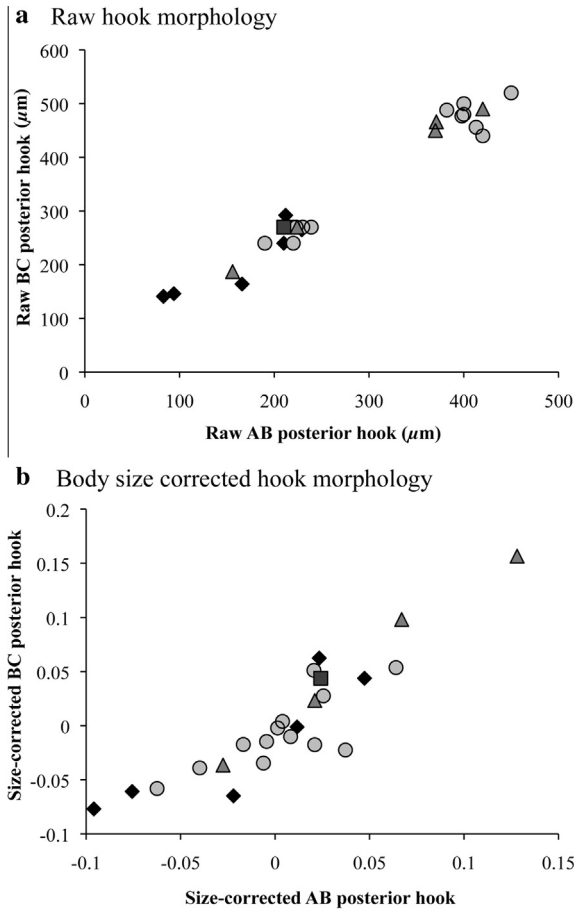 a Raw hook morphology
600
500
400
300
200
100
0
Raw BC posterior hook (µm)
0 100 200 300 400 500
Raw AB posterior hook (µm)
b Body size corrected hook morphology
0.2
0.15
0.1
0.05
0
-0.05
-0.1
Size-corrected BC posterior hook
-0.1 -0.05 0 0.05 0.1 0.15
Size-corrected AB posterior hook